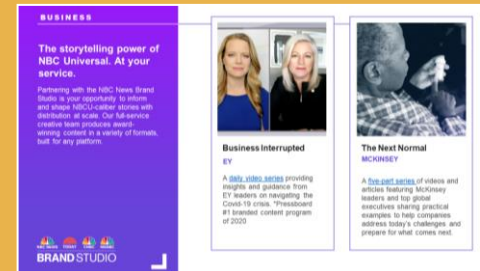 BUSINESS
The storytelling power of
NBC Universal. At your
service.
Partnering with the NBC News Brand
Studio is your opportunity to inform
and shape NBCU-caliber stories with
distribution at scale. Our full-service
creative team produces award-
winning content in a variety of formats,
built for any platform.
NBC NEWS TODAY CNBC MSNBC
BRAND STUDIO
Business Interrupted
EY
A daily video series providing
insights and guidance from
EY leaders on navigating the
Covid-19 crisis. *Pressboard
#1 branded content program
of 2020
The Next Normal
MCKINSEY
A five-part series of videos and
articles featuring McKinsey
leaders and top global
executives sharing practical
examples to help companies
address today's challenges and
prepare for what comes next.